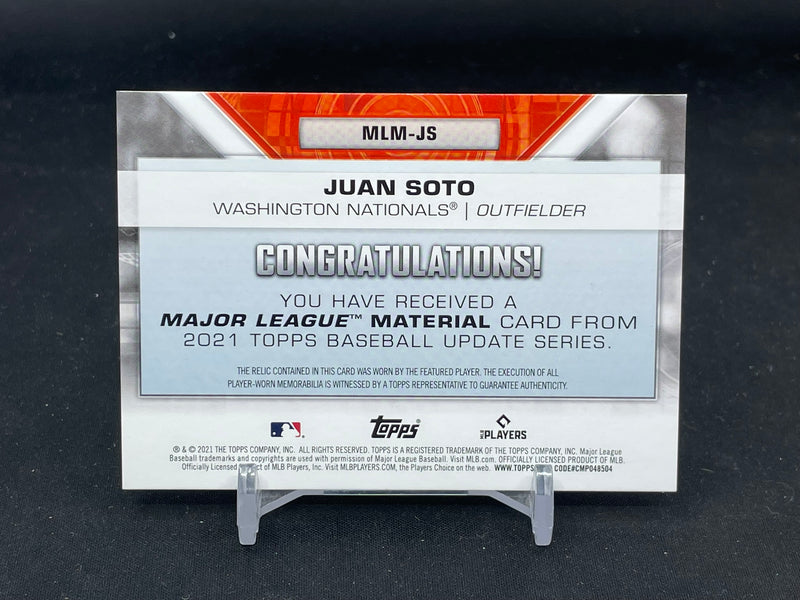 MLM-JS
JUAN SOTO
WASHINGTON NATIONALS® | OUTFIELDER
CONGRATULATIONS!
YOU HAVE RECEIVED A
MAJOR LEAGUE™ MATERIAL CARD FROM
2021 TOPPS BASEBALL UPDATE SERIES.
THE RELIC CONTAINED IN THIS CARD WAS WORN BY THE FEATURED PLAYER. THE EXECUTION OF ALL
PLAYER-WORN MEMORABILIA IS WITNESSED BY A TOPPS REPRESENTATIVE TO GUARANTEE AUTHENTICITY.
Topps PLAYERS
® & © 2021 THE TOPPS COMPANY, INC. ALL RIGHTS RESERVED. TOPPS IS A REGISTERED TRADEMARK OF THE TOPPS COMPANY, INC. Major League
Baseball trademarks and copyrights are used with permission of Major League Baseball. Visit MLB.com. OFFICIALLY LICENSED PRODUCT OF MLB.
Officially Licensed Product of MLB Players, Inc. Visit MLBPLAYERS.COM, the Players Choice on the web. WWW.TOPPS CODE#CMP048504